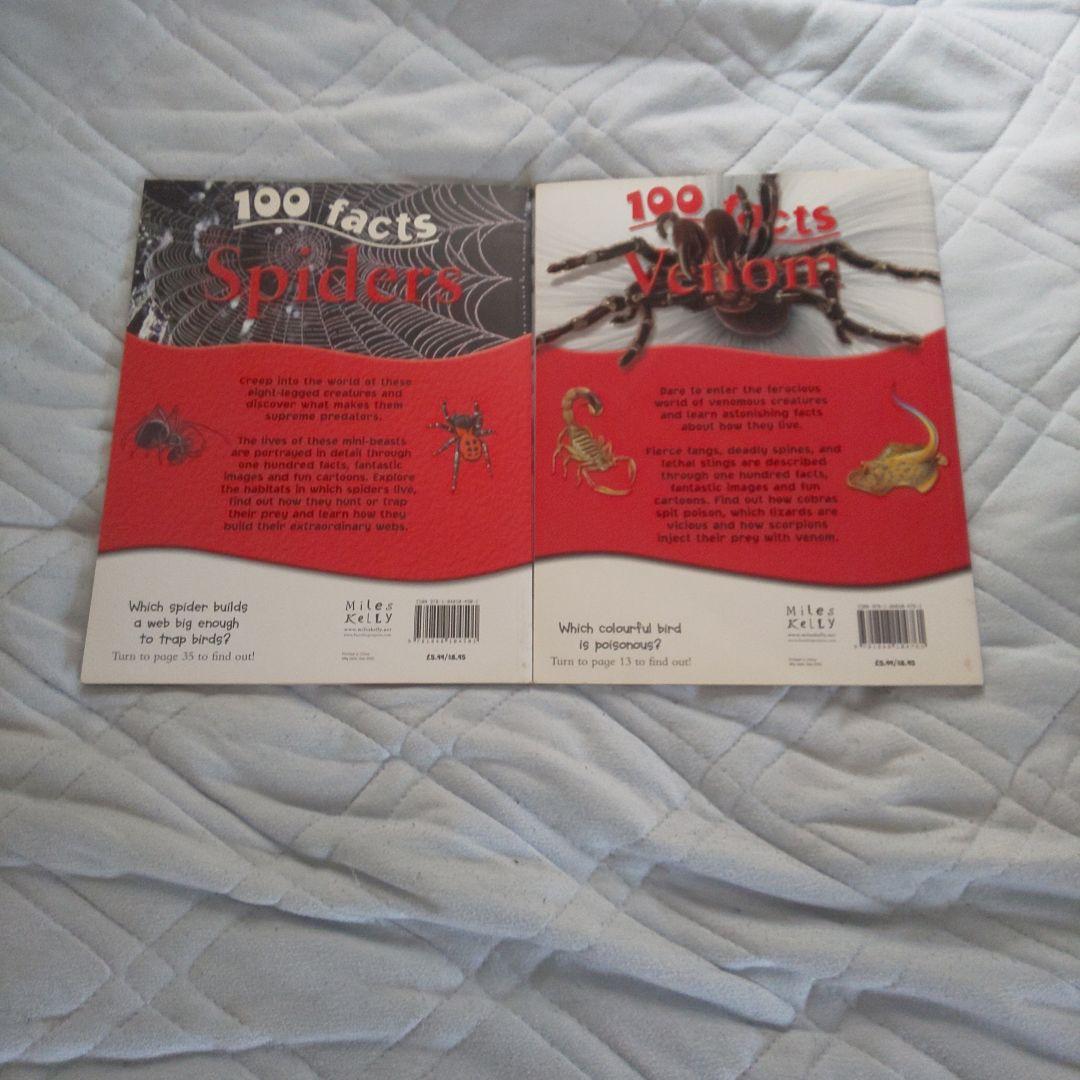 100 facts
Spiders
Creep into the world of these
eight-legged creatures and
discover what makes them
supreme predators.
The lives of these mini-beasts
are portrayed in detail through
one hundred facts, fantastic
images and fun cartoons. Explore
the habitats in which spiders live,
find out how they hunt or trap
their prey and learn how they
build their extraordinary webs.
Which spider builds
a web big enough
to trap birds?
Turn to page 35 to find out!
Miles
Kelly
www.mileskelly.net
£5.99/$8.95
100 facts
Venom
Dare to enter the ferocious
world of venomous creatures
and learn astonishing facts
about how they live.
Fierce fangs, deadly spines, and
lethal stings are described
through one hundred facts,
fantastic images and fun
cartoons. Find out how cobras
spit poison, which lizards are
vicious and how scorpions
inject their prey with venom.
Which colourful bird
is poisonous?
Turn to page 13 to find out!
Miles
Kelly
www.mileskelly.net
£5.99/$8.95